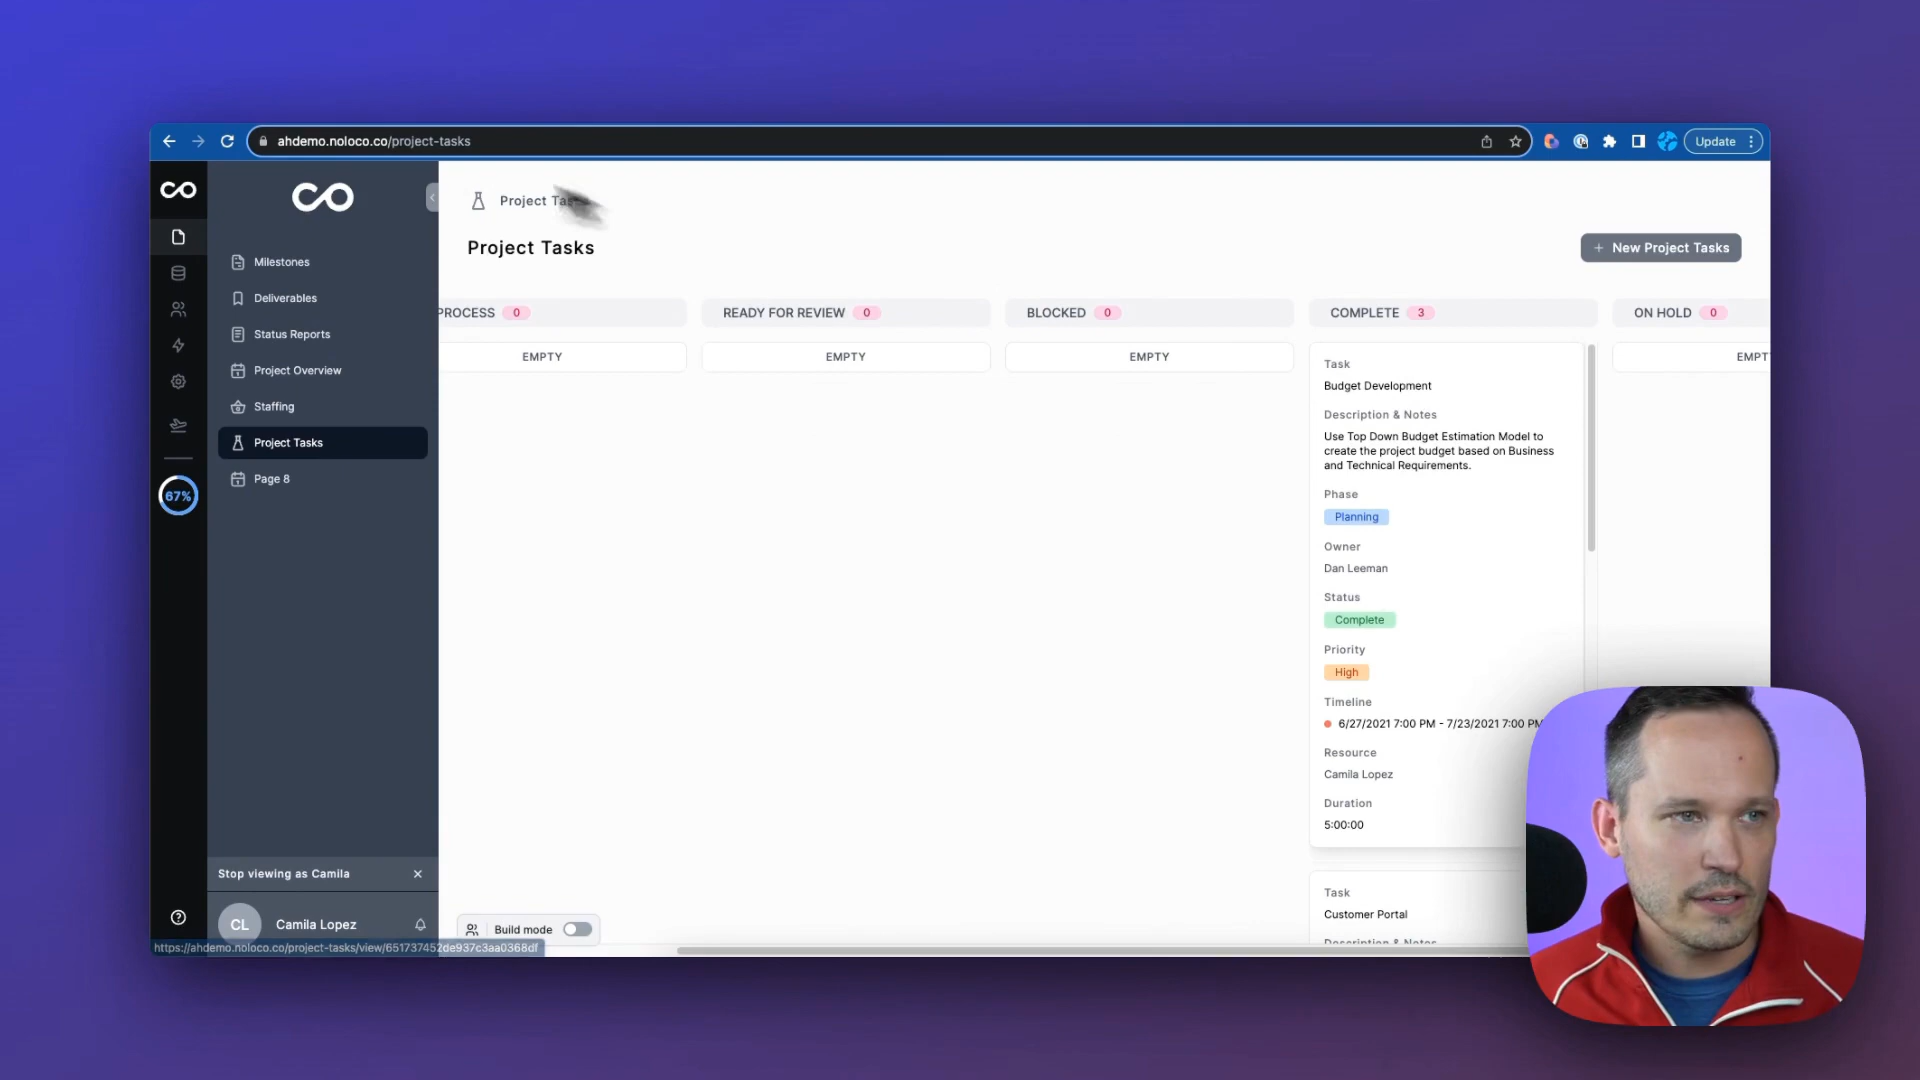 ahdemo.noloco.co/project-tasks
Update
Milestones
Deliverables
Status Reports
Project Overview
Staffing
Project Tasks
Page 8
67%
Stop viewing as Camila
CL
Camila Lopez
https://ahdemo.noloco.co/project-tasks/view/651737452de937c3aa0368df
Project Tas
Project Tasks
+ New Project Tasks
PROCESS 0
EMPTY
READY FOR REVIEW 0
EMPTY
BLOCKED 0
EMPTY
COMPLETE 3
Task
Budget Development
Description & Notes
Use Top Down Budget Estimation Model to
create the project budget based on Business
and Technical Requirements.
Phase
Planning
Owner
Dan Leeman
Status
Complete
Priority
High
Timeline
6/27/2021 7:00 PM - 7/23/2021 7:00 PM
Resource
Camila Lopez
Duration
5:00:00
Task
Customer Portal
Description & Notes
ON HOLD 0
EMPT
Build mode